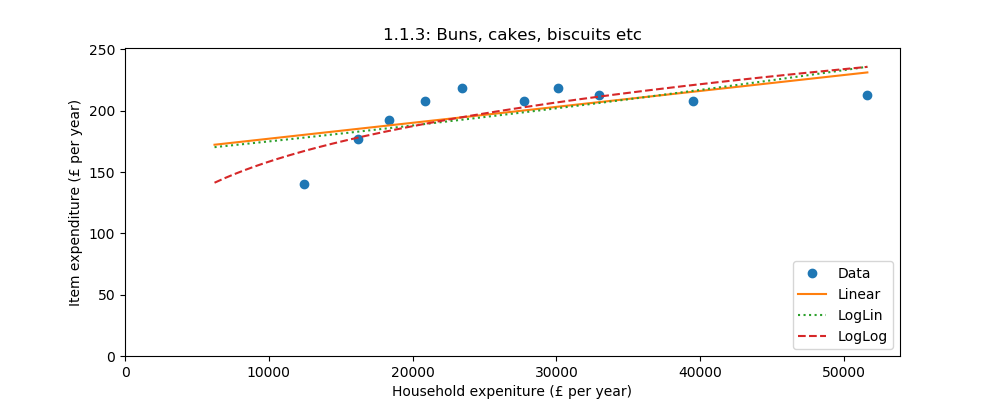 1.1.3: Buns, cakes, biscuits etc
Item expenditure (£ per year)
250
200
150
100
50
0
0
10000
20000
30000
40000
50000
Household expeniture (£ per year)
Data
Linear
LogLin
LogLog